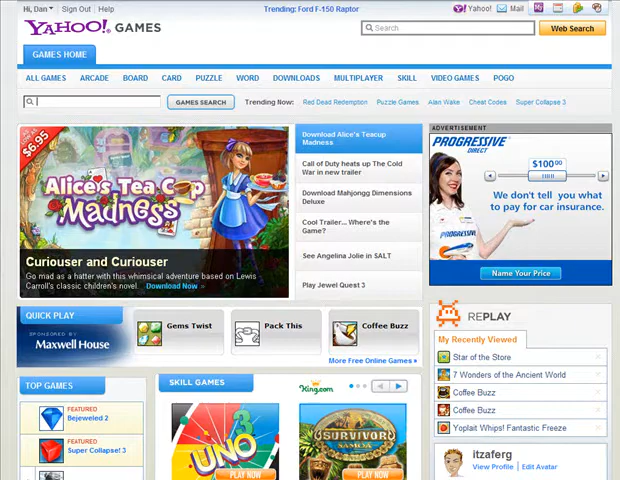 Hi, Dan
Sign Out
Help
Trending: Ford F-150 Raptor
Yahoo!
Mail
YAHOO! GAMES
Search
Web Search
GAMES HOME
ALL GAMES ARCADE BOARD CARD PUZZLE WORD DOWNLOADS MULTIPLAYER SKILL VIDEO GAMES POGO
GAMES SEARCH
Trending Now: Red Dead Redemption Puzzle Games Alan Wake Cheat Codes Super Collapse 3
AS LOW AS
$6.95
Alice's Tea Cup
Madness
Curiouser and Curiouser
Go mad as a hatter with this whimsical adventure based on Lewis
Carroll's classic children's novel. Download Now »
Download Alice's Teacup
Madness
Call of Duty heats up The Cold
War in new trailer
Download Mahjongg Dimensions
Deluxe
Cool Trailer... Where's the
Game?
See Angelina Jolie in SALT
Play Jewel Quest 3
ADVERTISEMENT
PROGRESSIVE
DIRECT
$100.00
We don't tell you what
to pay for car insurance.
PROGRESSIVE
Name Your Price
QUICK PLAY
SPONSORED BY
Maxwell House
Gems Twist
Pack This
Coffee Buzz
More Free Online Games »
REPLAY
My Recently Viewed
Star of the Store
7 Wonders of the Ancient World
Coffee Buzz
Coffee Buzz
Yoplait Whips! Fantastic Freeze
itzaferg
View Profile | Edit Avatar
TOP GAMES
FEATURED
Bejeweled 2
FEATURED
Super Collapse! 3
SKILL GAMES
King.com
UNO
3
PLAY NOW
SURVIVOR
SAMOA
PLAY NOW